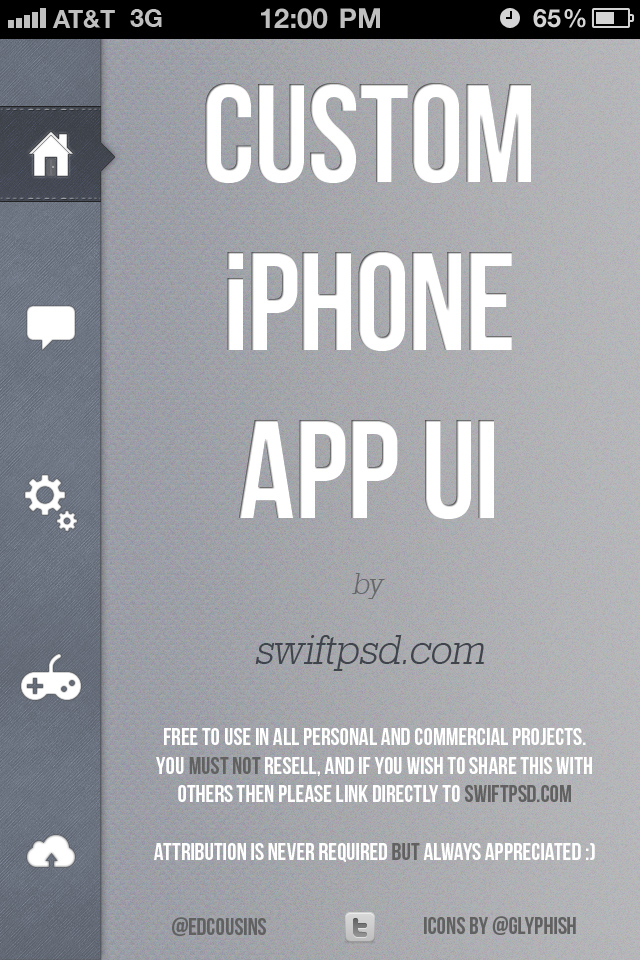 AT&T 3G 12:00 PM 65%
CUSTOM
iPHONE
APP UI
by
swiftpsd.com
FREE TO USE IN ALL PERSONAL AND COMMERCIAL PROJECTS.
YOU MUST NOT RESELL, AND IF YOU WISH TO SHARE THIS WITH
OTHERS THEN PLEASE LINK DIRECTLY TO SWIFTPSD.COM
ATTRIBUTION IS NEVER REQUIRED BUT ALWAYS APPRECIATED :)
@EDCOUSINS t ICONS BY @GLYPHISH